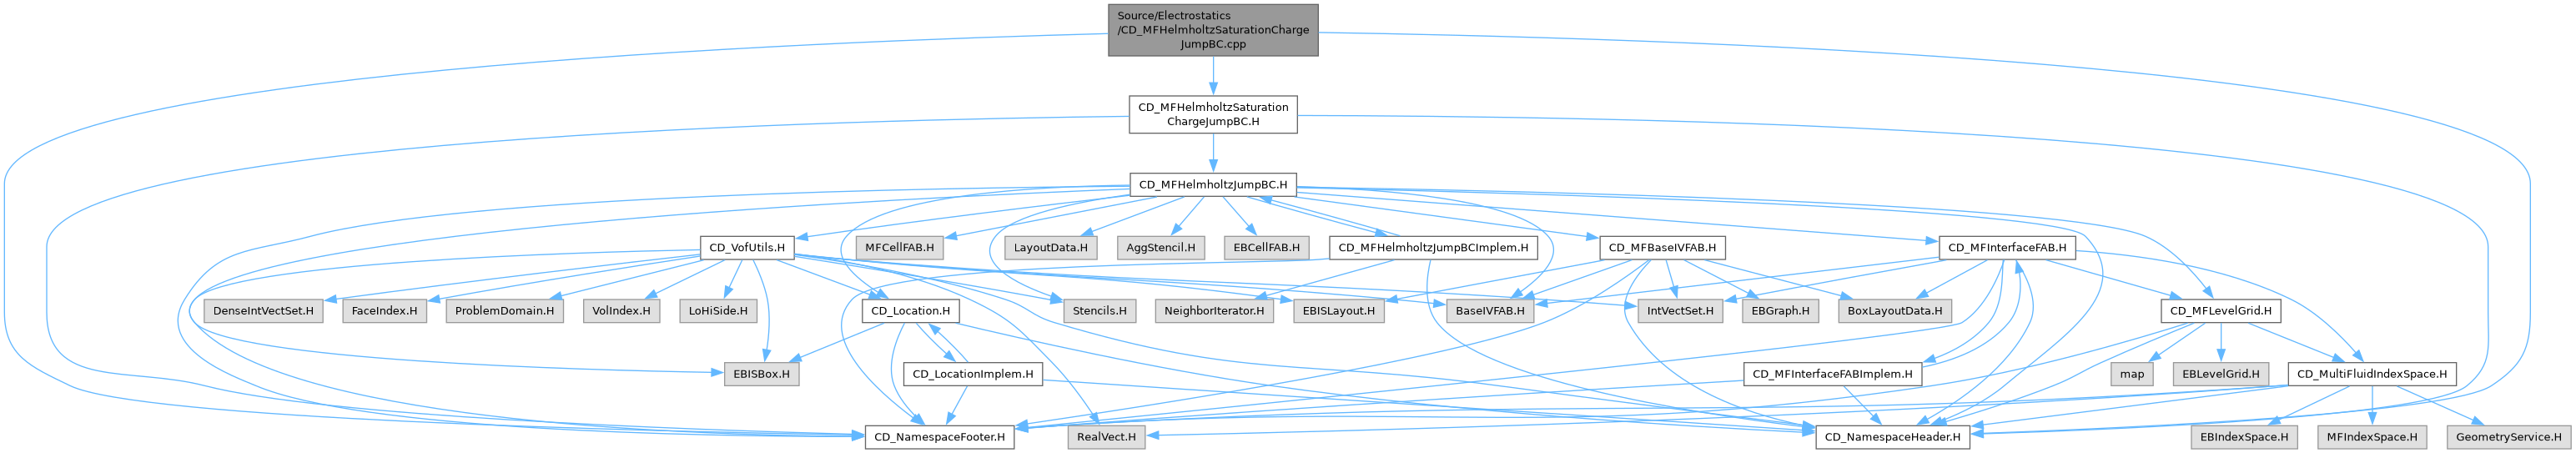 Source/Electrostatics
/CD_MFHelmholtzSaturationCharge
JumpBC.cpp
CD_MFHelmholtzSaturation
ChargeJumpBC.H
CD_MFHelmholtzJumpBC.H
CD_VofUtils.H
MFCellFAB.H
LayoutData.H
AggStencil.H
EBCellFAB.H
CD_MFHelmholtzJumpBCImplem.H
CD_MFBaseIVFAB.H
CD_MFInterfaceFAB.H
DenseIntVectSet.H
FaceIndex.H
ProblemDomain.H
VolIndex.H
LoHiSide.H
CD_Location.H
Stencils.H
NeighborIterator.H
EBISLayout.H
BaseIVFAB.H
IntVectSet.H
EBGraph.H
BoxLayoutData.H
CD_MFLevelGrid.H
EBISBox.H
CD_LocationImplem.H
CD_MFInterfaceFABImplem.H
map
EBLevelGrid.H
CD_MultiFluidIndexSpace.H
CD_NamespaceFooter.H
RealVect.H
CD_NamespaceHeader.H
EBIndexSpace.H
MFIndexSpace.H
GeometryService.H